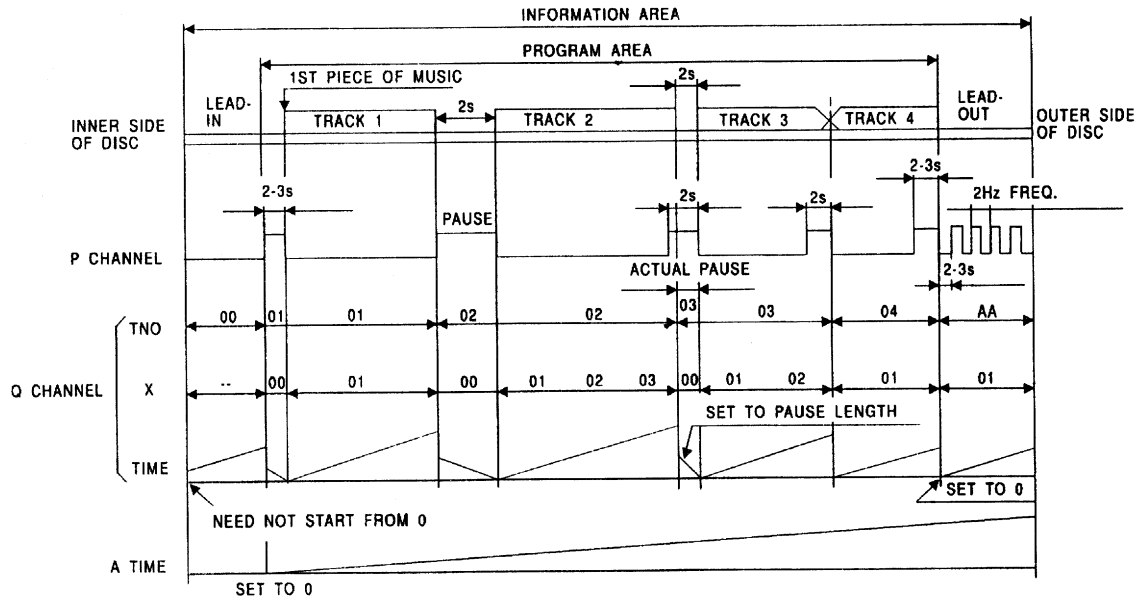 INFORMATION AREA
PROGRAM AREA
1ST PIECE OF MUSIC
2s
LEAD-
IN
2s
LEAD-
OUT
INNER SIDE
OF DISC
TRACK 1
TRACK 2
TRACK 3
TRACK 4
OUTER SIDE
OF DISC
2-3s
2-3s
2s
2s
2Hz FREQ.
PAUSE
P CHANNEL
ACTUAL PAUSE
2-3s
TNO
00
01
01
02
02
03
03
04
AA
Q CHANNEL
X
--
00
01
00
01
02
03
00
01
02
01
01
SET TO PAUSE LENGTH
TIME
SET TO 0
NEED NOT START FROM 0
A TIME
SET TO 0